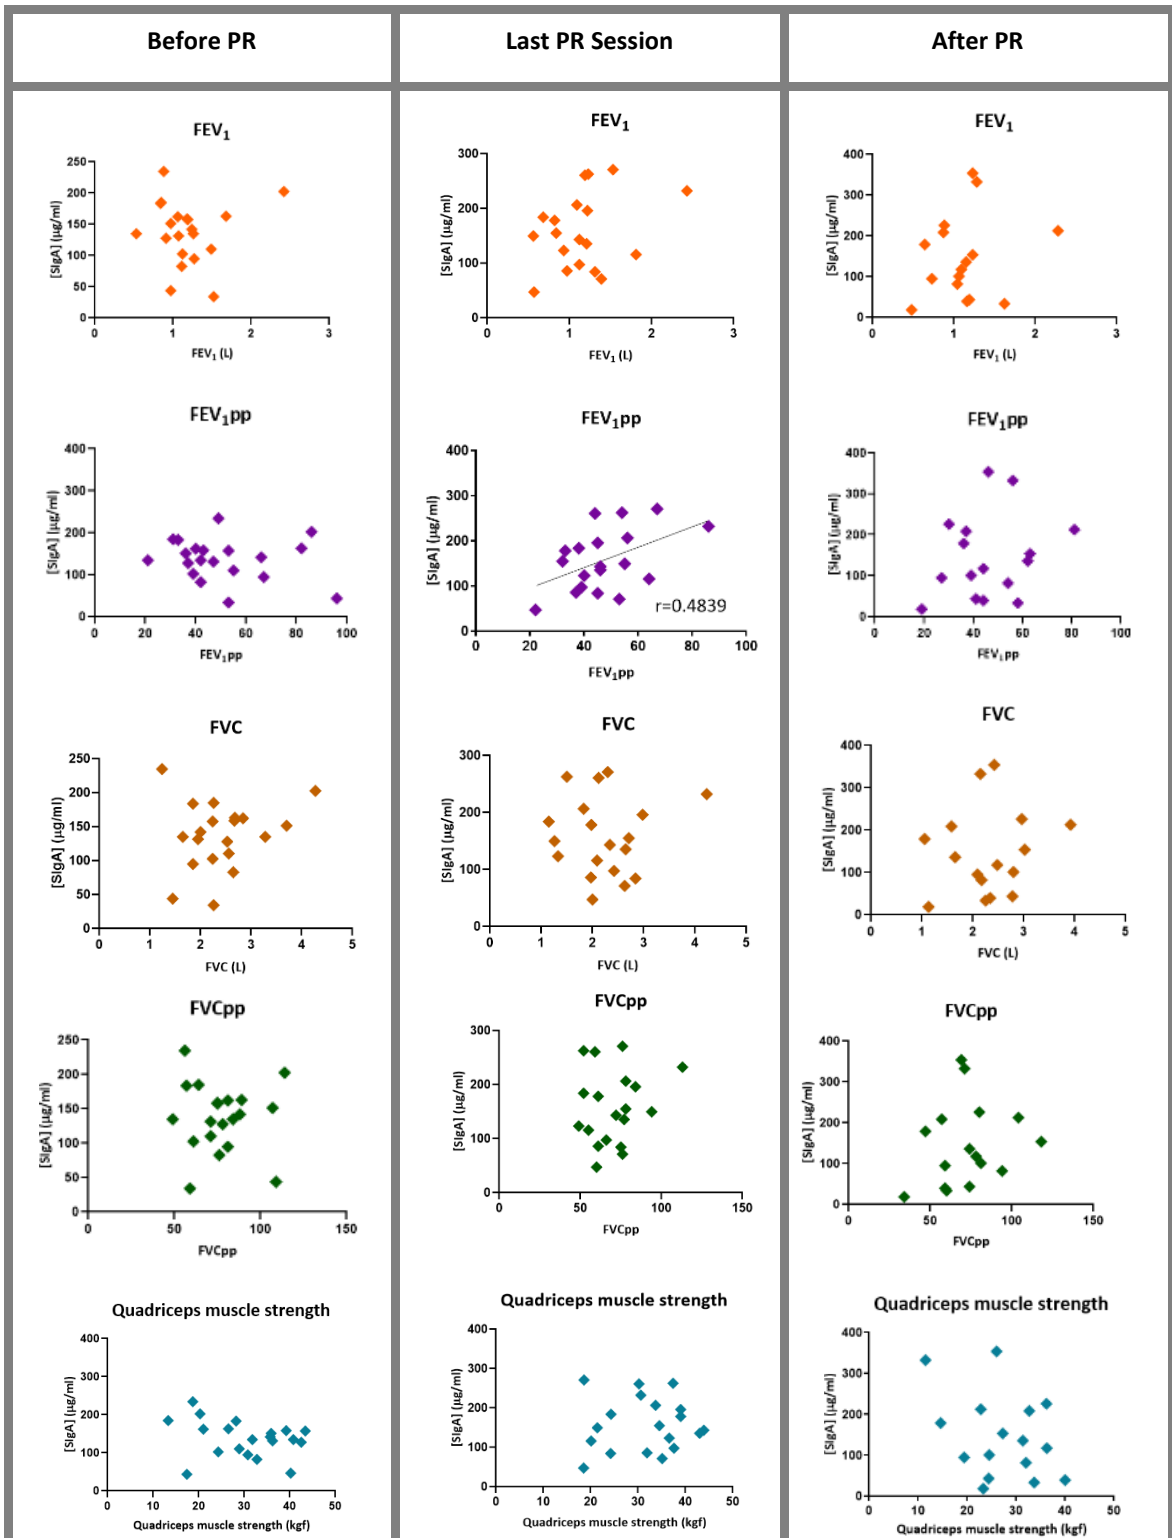 Before PR
Last PR Session
After PR
FEV1
250
200
150
100
50
0
[SIgA] (µg/ml)
0 1 2 3
FEV1 (L)
FEV1
300
200
100
0
[SIgA] (µg/ml)
0 1 2 3
FEV1 (L)
FEV1
400
300
200
100
0
[SIgA] (µg/ml)
0 1 2 3
FEV1 (L)
FEV1pp
400
300
200
100
0
[SIgA] (µg/ml)
0 20 40 60 80 100
FEV1pp
FEV1pp
400
300
200
100
0
[SIgA] (µg/ml)
r=0.4839
0 20 40 60 80 100
FEV1pp
FEV1pp
400
300
200
100
0
[SIgA] (µg/ml)
0 20 40 60 80 100
FEV1pp
FVC
250
200
150
100
50
0
[SIgA] (µg/ml)
0 1 2 3 4 5
FVC (L)
FVC
300
200
100
0
[SIgA] (µg/ml)
0 1 2 3 4 5
FVC (L)
FVC
400
300
200
100
0
[SIgA] (µg/ml)
0 1 2 3 4 5
FVC (L)
FVCpp
250
200
150
100
50
0
[SIgA] (µg/ml)
0 50 100 150
FVCpp
FVCpp
300
200
100
0
[SIgA] (µg/ml)
0 50 100 150
FVCpp
FVCpp
400
300
200
100
0
[SIgA] (µg/ml)
0 50 100 150
FVCpp
Quadriceps muscle strength
400
300
200
100
0
[SIgA] (µg/ml)
0 10 20 30 40 50
Quadriceps muscle strength (kgf)
Quadriceps muscle strength
400
300
200
100
0
[SIgA] (µg/ml)
0 10 20 30 40 50
Quadriceps muscle strength (kgf)
Quadriceps muscle strength
400
300
200
100
0
[SIgA] (µg/ml)
0 10 20 30 40 50
Quadriceps muscle strength (kgf)